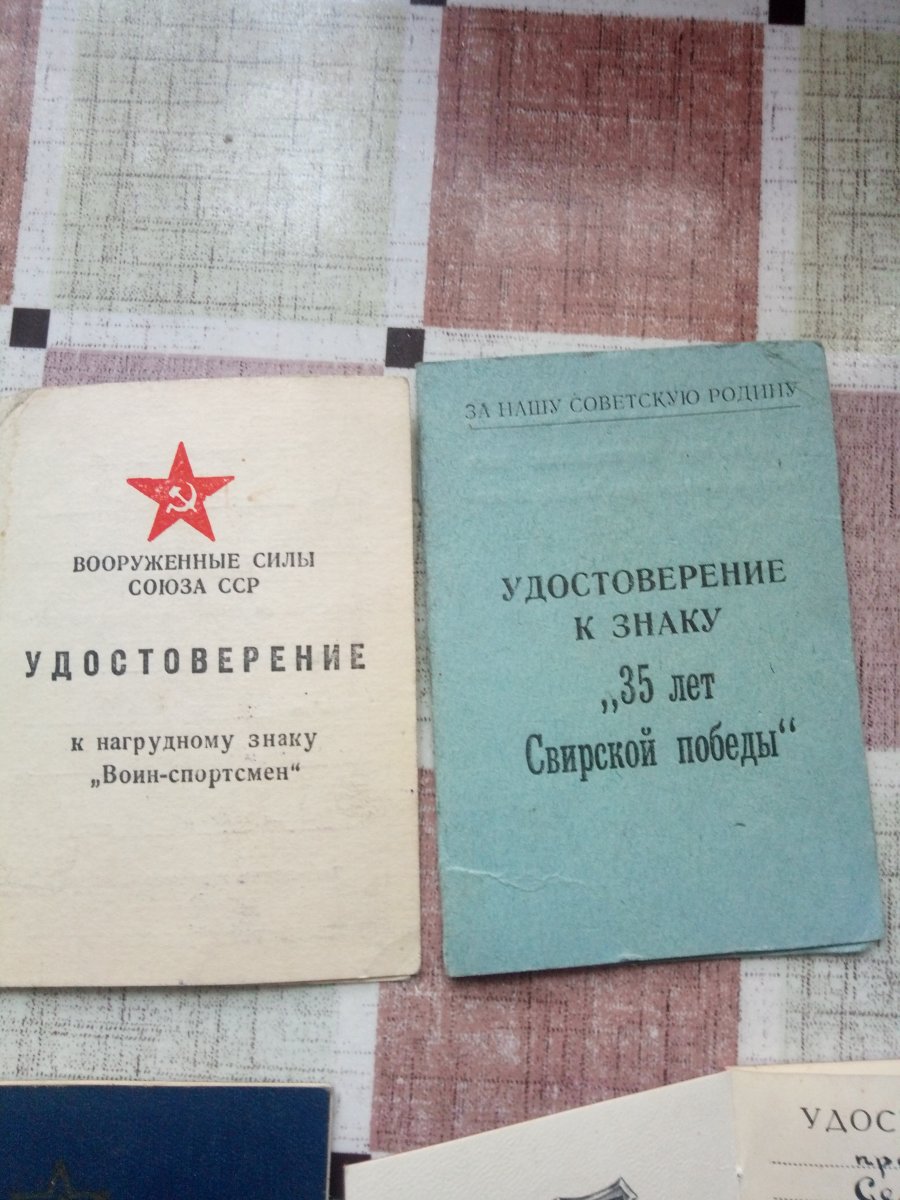 ВООРУЖЕННЫЕ СИЛЫ
СОЮЗА ССР
УДОСТОВЕРЕНИЕ
к нагрудному знаку
„Воин-спортсмен“
ЗА НАШУ СОВЕТСКУЮ РОДИНУ
УДОСТОВЕРЕНИЕ
К ЗНАКУ
„35 лет
Свирской победы“